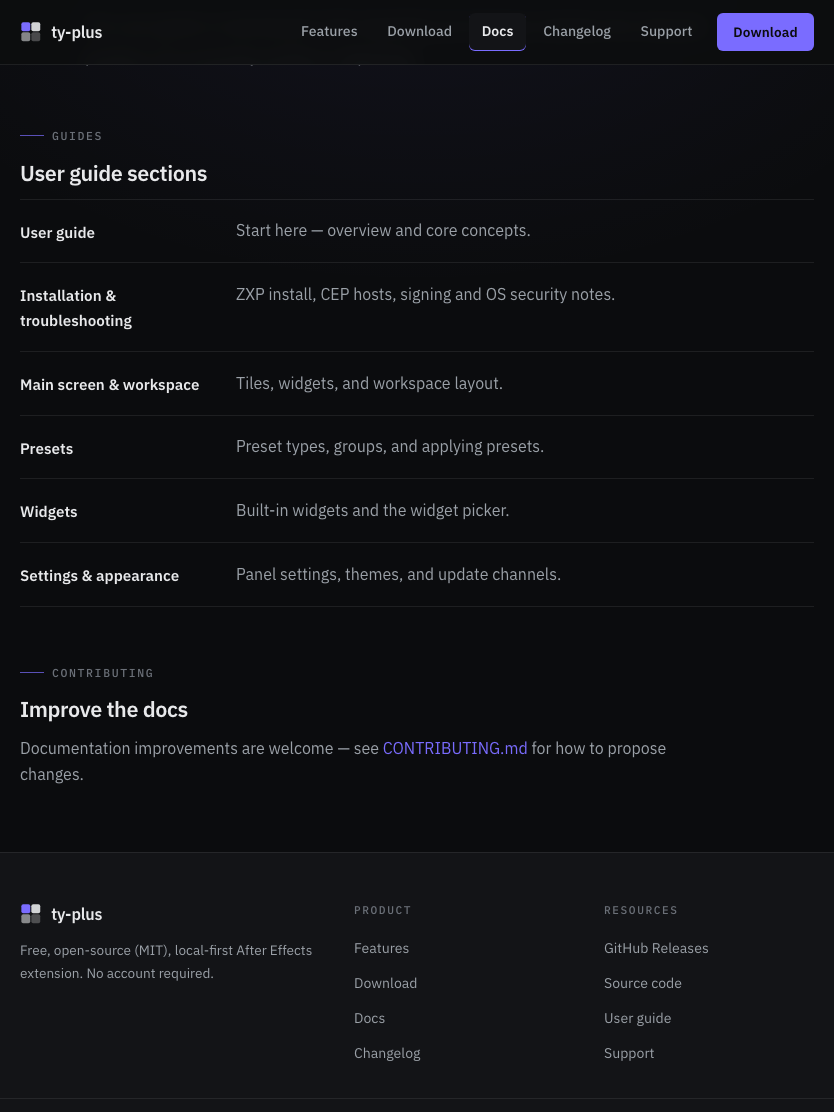 ty-plus
Features
Download
Docs
Changelog
Support
Download
GUIDES
User guide sections
User guide
Start here — overview and core concepts.
Installation &
troubleshooting
ZXP install, CEP hosts, signing and OS security notes.
Main screen & workspace
Tiles, widgets, and workspace layout.
Presets
Preset types, groups, and applying presets.
Widgets
Built-in widgets and the widget picker.
Settings & appearance
Panel settings, themes, and update channels.
CONTRIBUTING
Improve the docs
Documentation improvements are welcome — see CONTRIBUTING.md for how to propose
changes.
ty-plus
Free, open-source (MIT), local-first After Effects
extension. No account required.
PRODUCT
Features
Download
Docs
Changelog
RESOURCES
GitHub Releases
Source code
User guide
Support